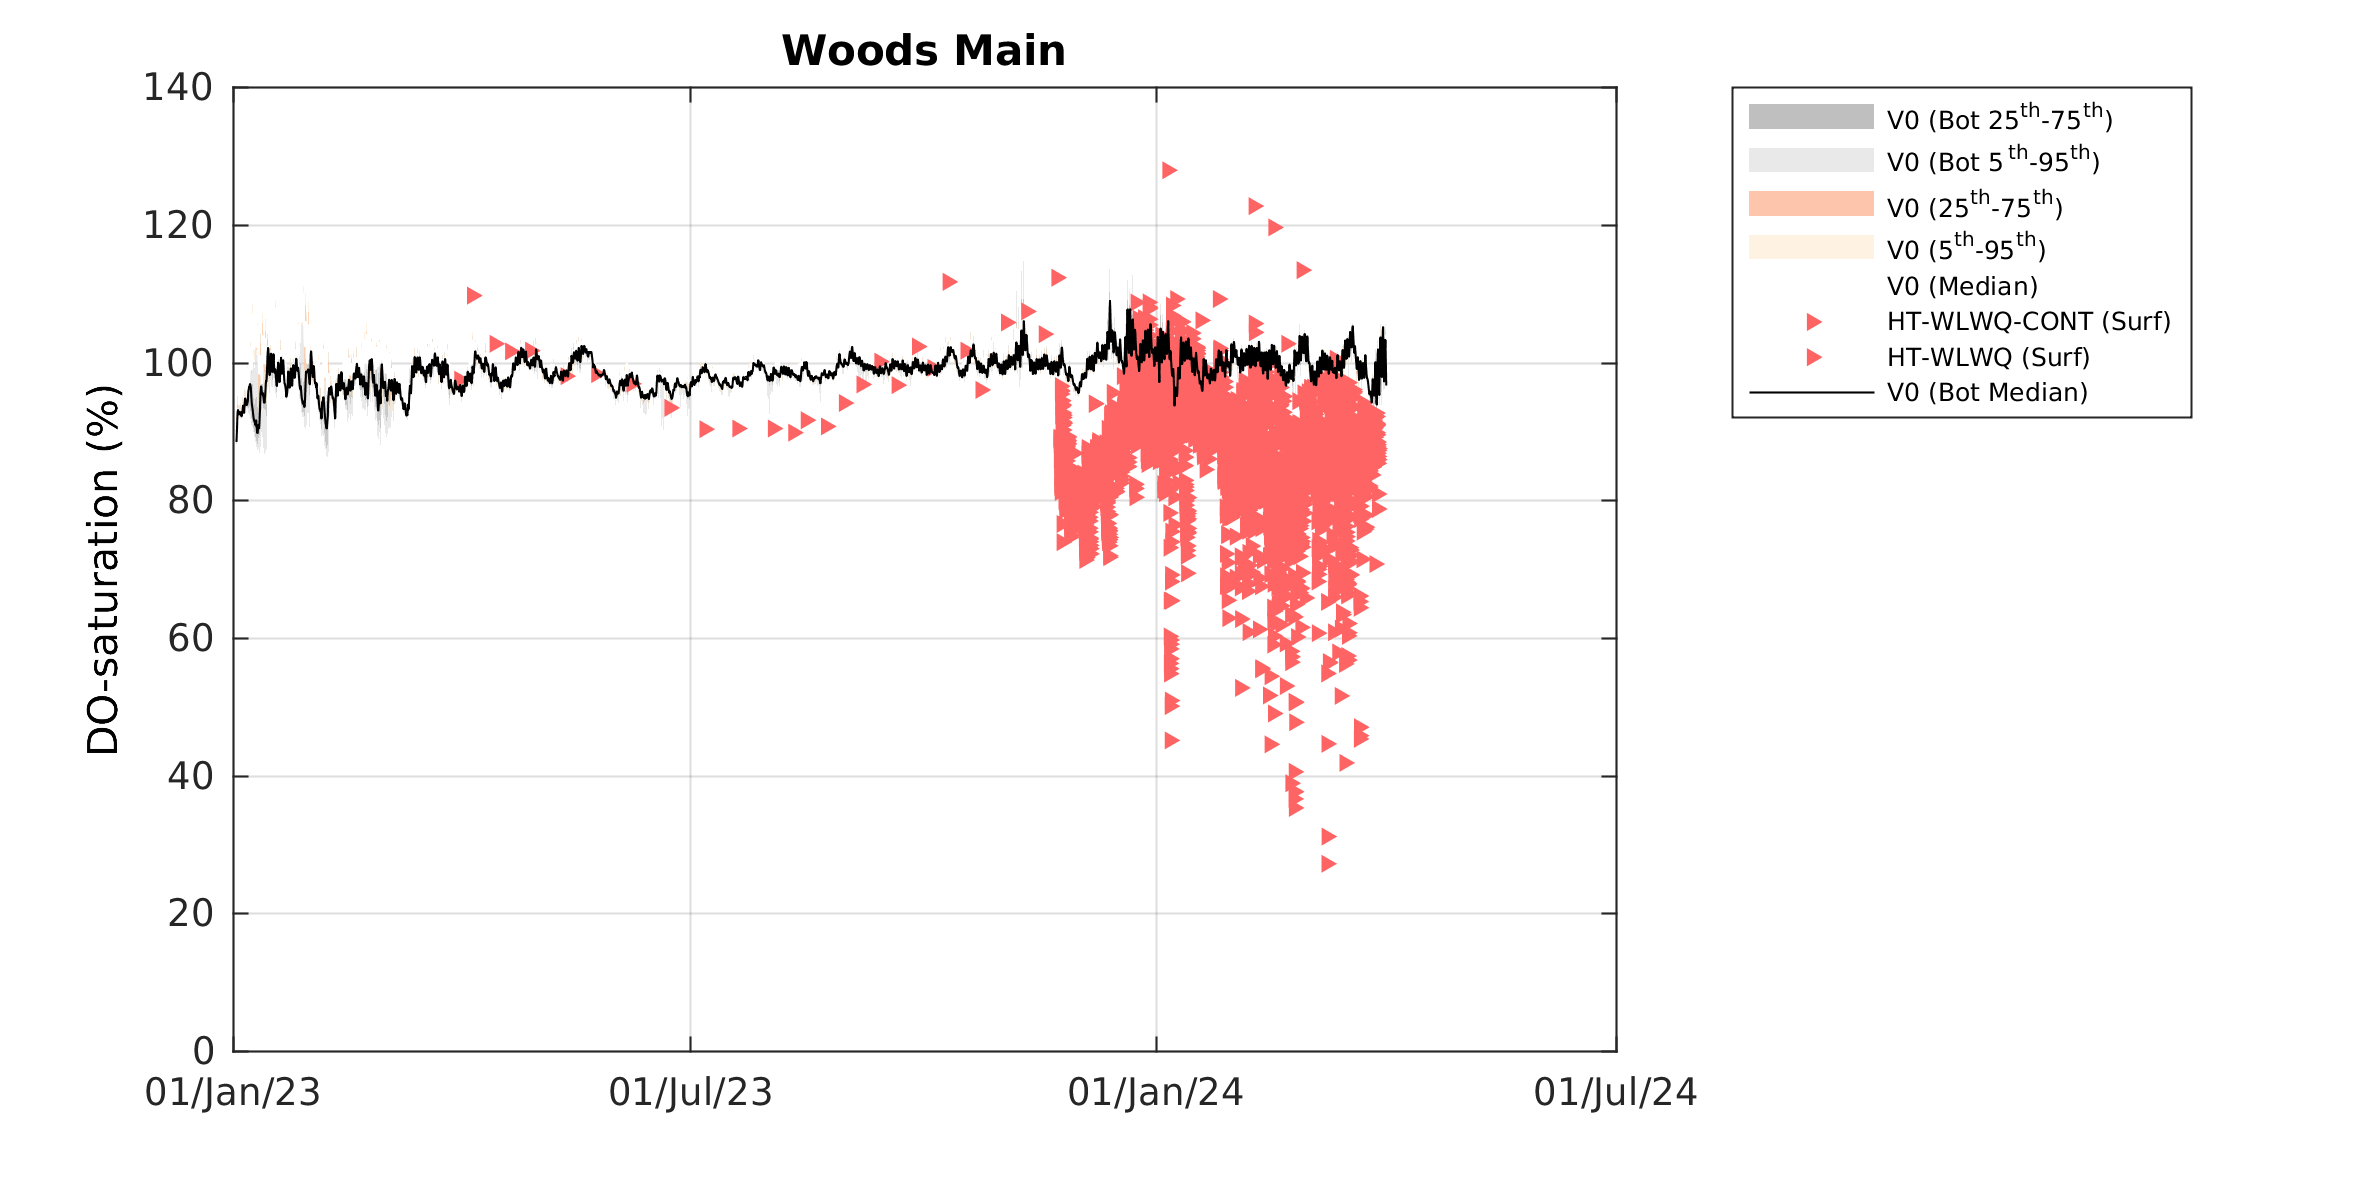 Woods Main
140
120
100
80
60
40
20
0
DO-saturation (%)
01/Jan/23
01/Jul/23
01/Jan/24
01/Jul/24
V0 (Bot 25th-75th)
V0 (Bot 5th-95th)
V0 (25th-75th)
V0 (5th-95th)
V0 (Median)
HT-WLWQ-CONT (Surf)
HT-WLWQ (Surf)
V0 (Bot Median)